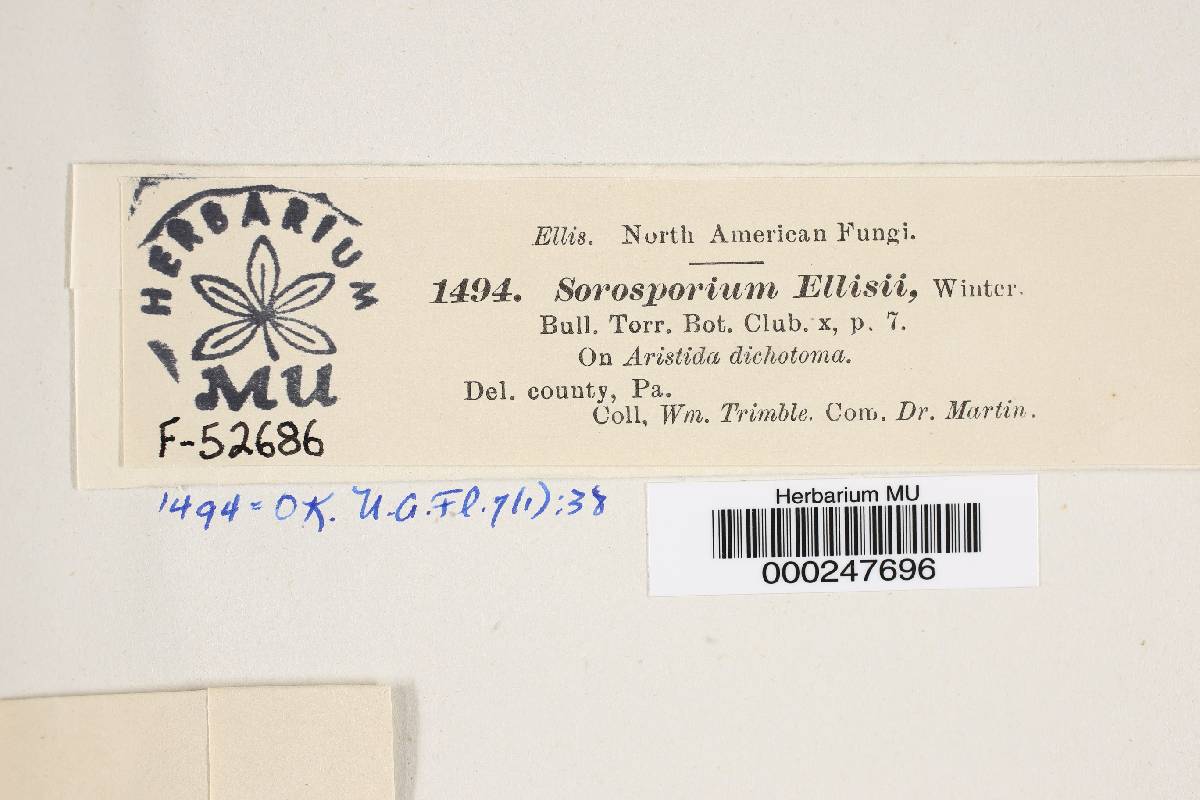 HERBARIUM
MU
F-52686
Ellis. North American Fungi.
1494. Sorosporium Ellisii, Winter.
Bull. Torr. Bot. Club. x, p. 7.
On Aristida dichotoma.
Del. county, Pa.
Coll, Wm. Trimble. Com. Dr. Martin.
1494 = OK. N.A.Fl. 7(1):38
Herbarium MU
000247696